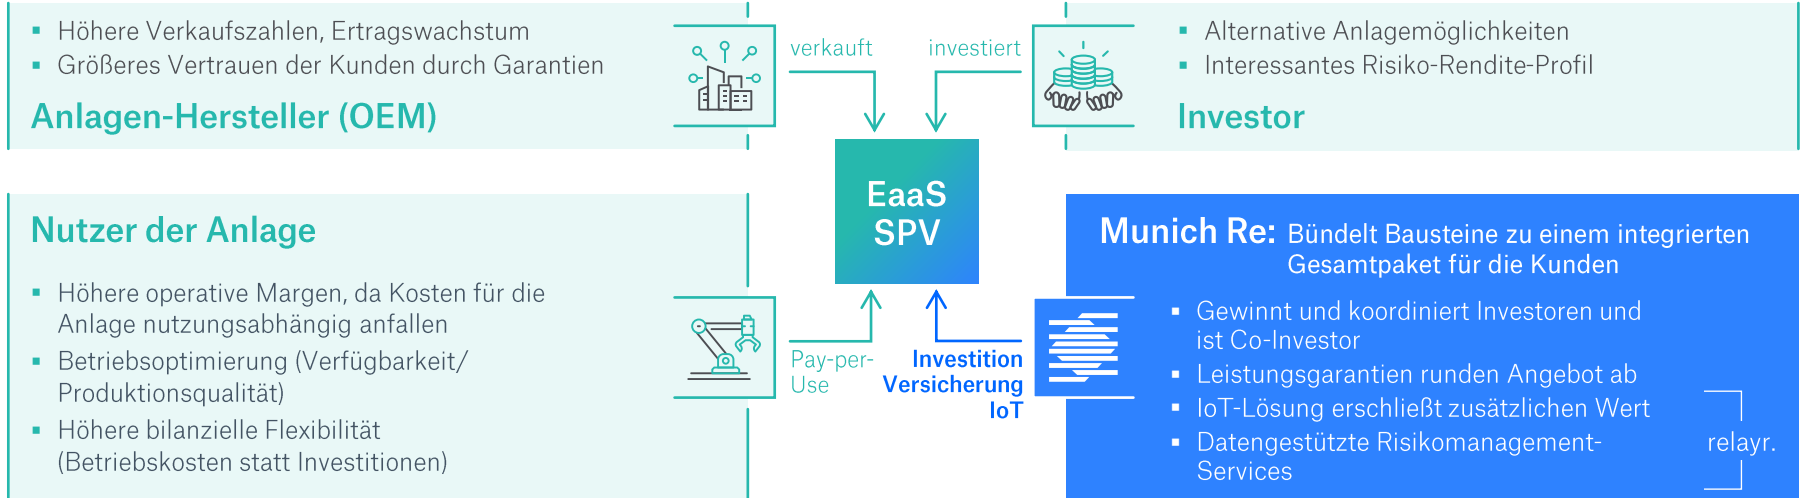 Höhere Verkaufszahlen, Ertragswachstum
Größeres Vertrauen der Kunden durch Garantien
Anlagen-Hersteller (OEM)
verkauft
investiert
Alternative Anlagemöglichkeiten
Interessantes Risiko-Rendite-Profil
Investor
EaaS
SPV
Nutzer der Anlage
Höhere operative Margen, da Kosten für die
Anlage nutzungsabhängig anfallen
Betriebsoptimierung (Verfügbarkeit/
Produktionsqualität)
Höhere bilanzielle Flexibilität
(Betriebskosten statt Investitionen)
Pay-per-
Use
Investition
Versicherung
IoT
Munich Re: Bündelt Bausteine zu einem integrierten
Gesamtpaket für die Kunden
Gewinnt und koordiniert Investoren und
ist Co-Investor
Leistungsgarantien runden Angebot ab
IoT-Lösung erschließt zusätzlichen Wert
Datengestützte Risikomanagement-
Services
relayr.